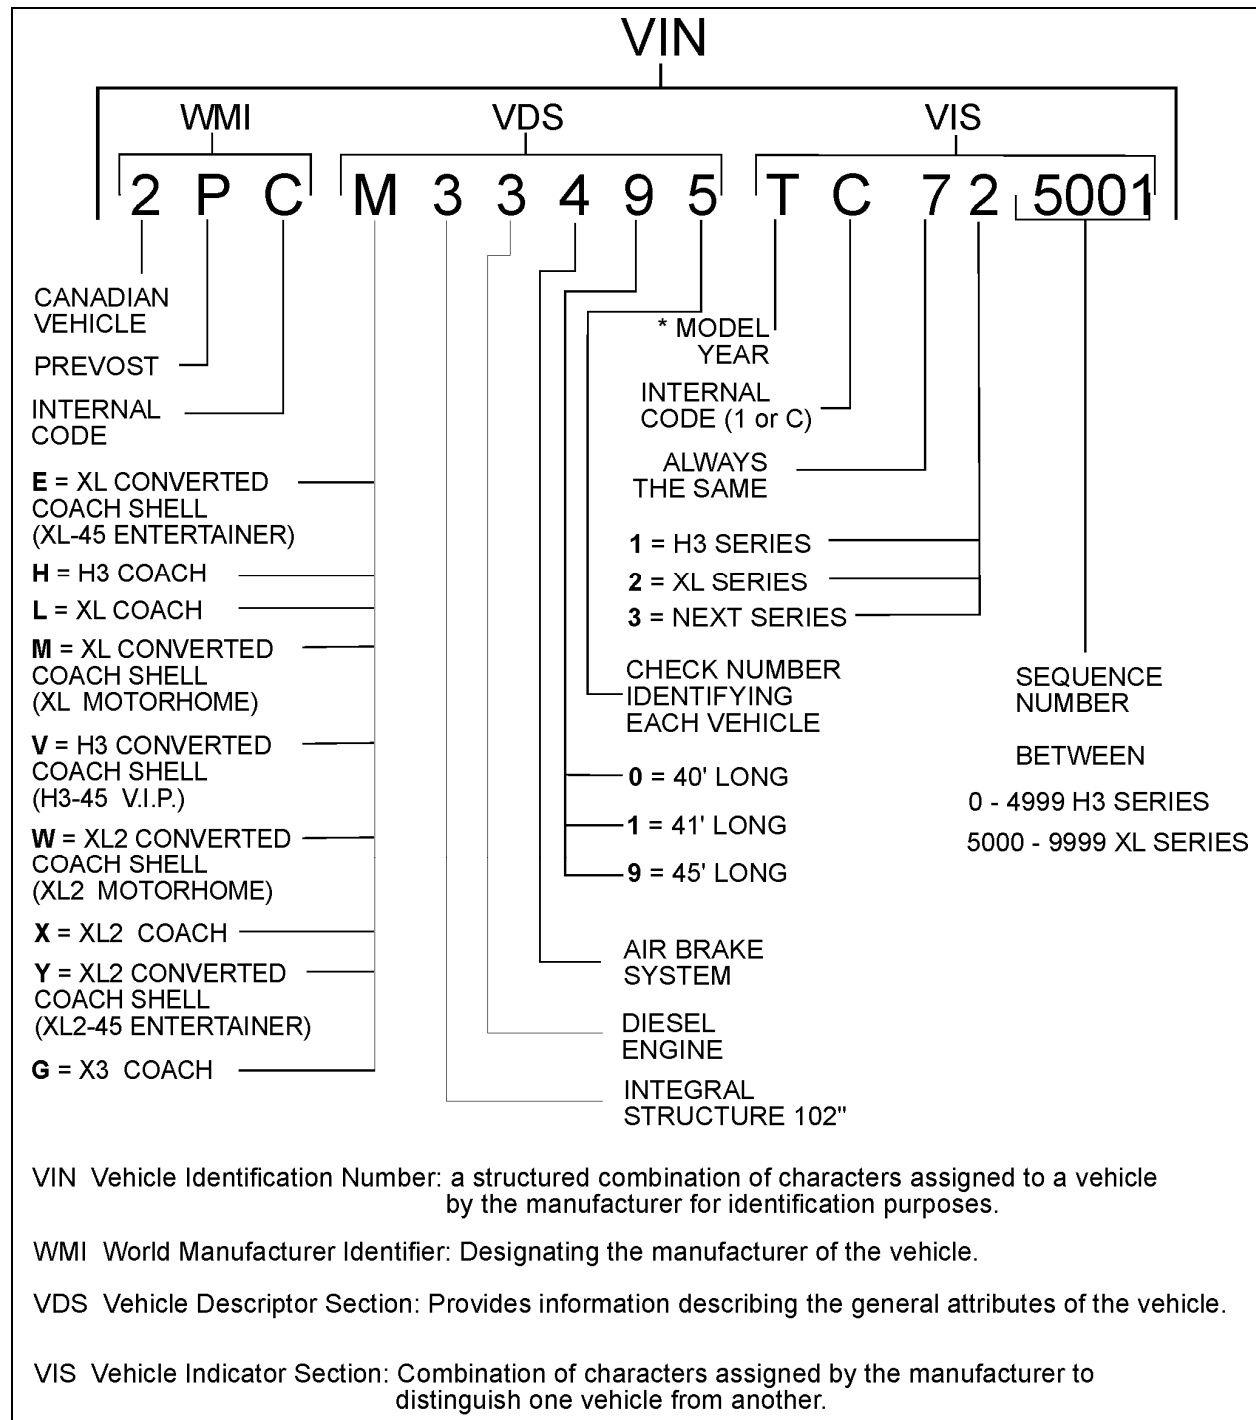 VIN
WMI
VDS
VIS
2 P C M 3 3 4 9 5 T C 7 2 5001
CANADIAN
VEHICLE
PREVOST
INTERNAL
CODE
E = XL CONVERTED
COACH SHELL
(XL-45 ENTERTAINER)
H = H3 COACH
L = XL COACH
M = XL CONVERTED
COACH SHELL
(XL MOTORHOME)
V = H3 CONVERTED
COACH SHELL
(H3-45 V.I.P.)
W = XL2 CONVERTED
COACH SHELL
(XL2 MOTORHOME)
X = XL2 COACH
Y = XL2 CONVERTED
COACH SHELL
(XL2-45 ENTERTAINER)
G = X3 COACH
* MODEL
YEAR
INTERNAL
CODE (1 or C)
ALWAYS
THE SAME
1 = H3 SERIES
2 = XL SERIES
3 = NEXT SERIES
CHECK NUMBER
IDENTIFYING
EACH VEHICLE
0 = 40' LONG
1 = 41' LONG
9 = 45' LONG
AIR BRAKE
SYSTEM
DIESEL
ENGINE
INTEGRAL
STRUCTURE 102"
SEQUENCE
NUMBER
BETWEEN
0 - 4999 H3 SERIES
5000 - 9999 XL SERIES
VIN Vehicle Identification Number: a structured combination of characters assigned to a vehicle
by the manufacturer for identification purposes.
WMI World Manufacturer Identifier: Designating the manufacturer of the vehicle.
VDS Vehicle Descriptor Section: Provides information describing the general attributes of the vehicle.
VIS Vehicle Indicator Section: Combination of characters assigned by the manufacturer to
distinguish one vehicle from another.